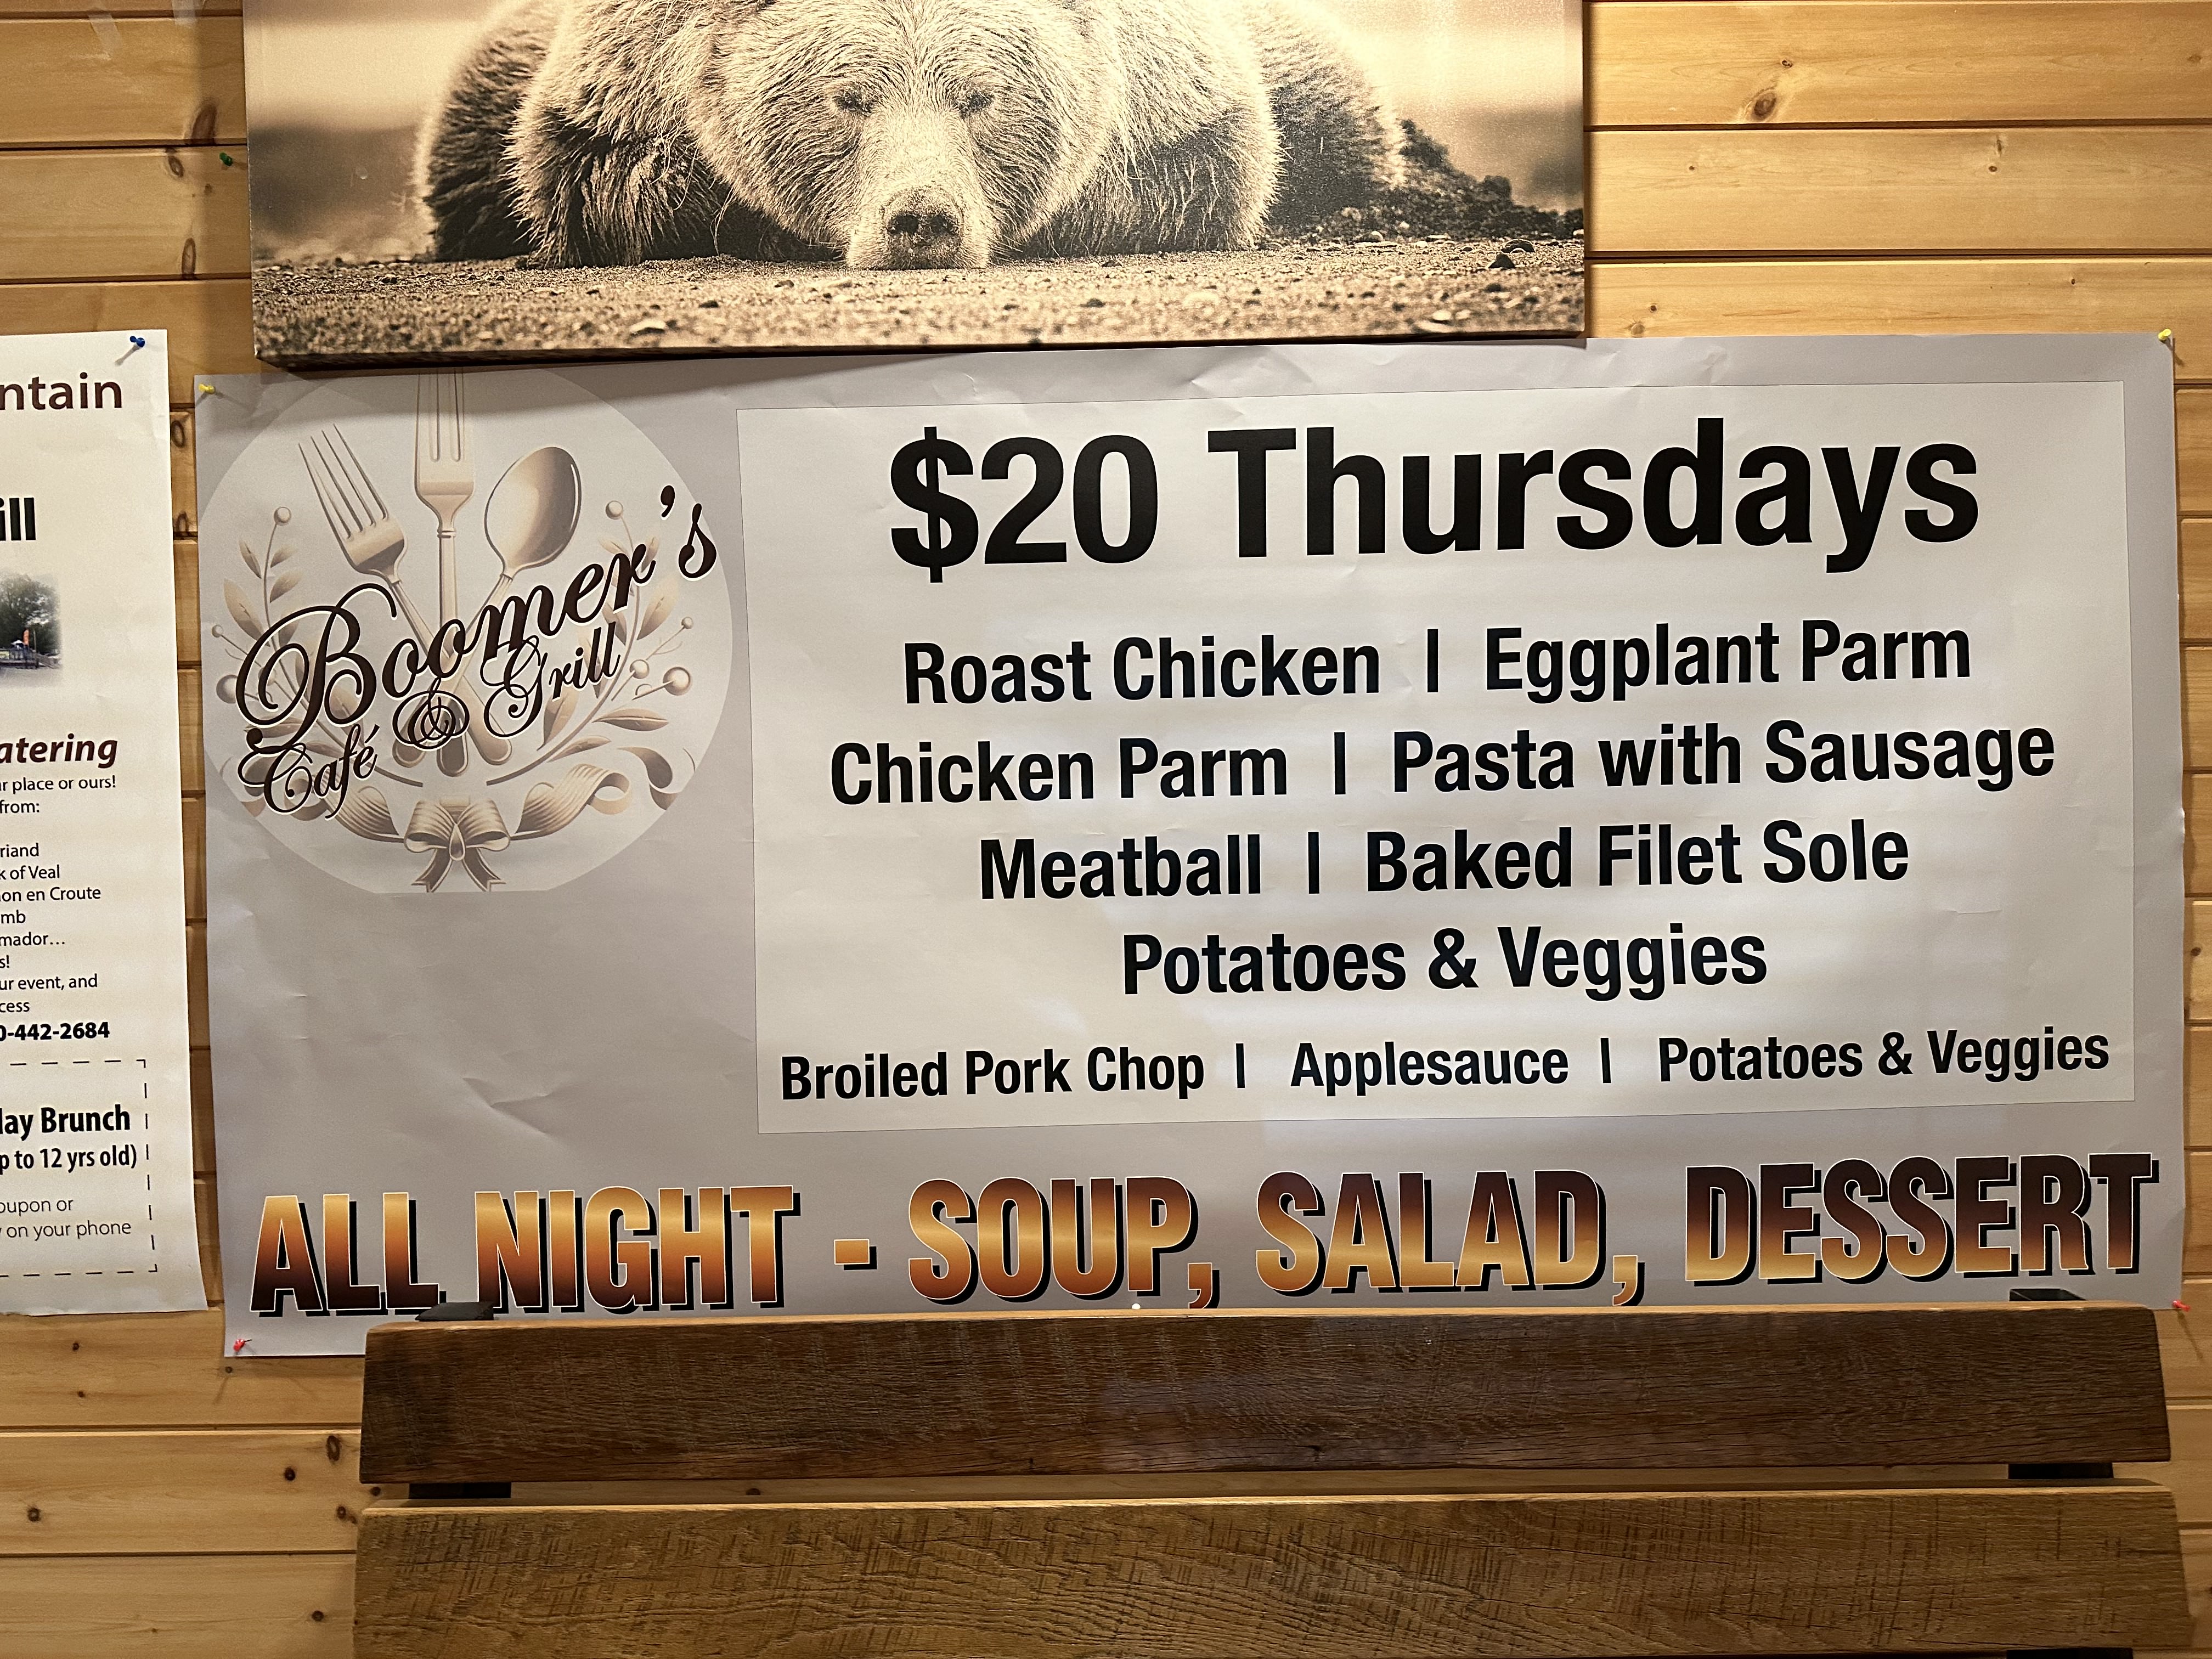 ntain
ill
atering
r place or ours!
from:
riand
k of Veal
on en Croute
mb
mador...
s!
ur event, and
cess
0-442-2684
day Brunch
p to 12 yrs old)
oupon or
y on your phone
Boomer's
Café & Grill
$20 Thursdays
Roast Chicken | Eggplant Parm
Chicken Parm | Pasta with Sausage
Meatball | Baked Filet Sole
Potatoes & Veggies
Broiled Pork Chop | Applesauce | Potatoes & Veggies
ALL NIGHT - SOUP, SALAD, DESSERT